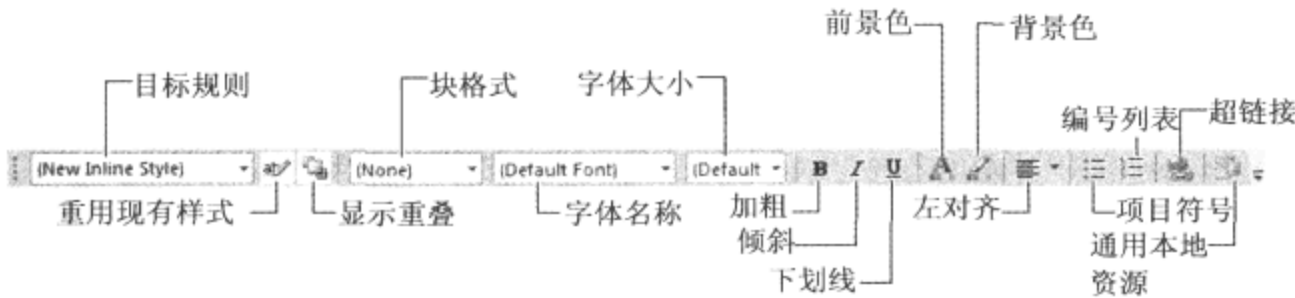 前景色
背景色
目标规则
块格式
字体大小
编号列表
超链接
(New Inline Style)
(None)
(Default Font)
(Default
B
I
U
A
重用现有样式
显示重叠
字体名称
加粗
左对齐
项目符号
倾斜
通用本地
下划线
资源